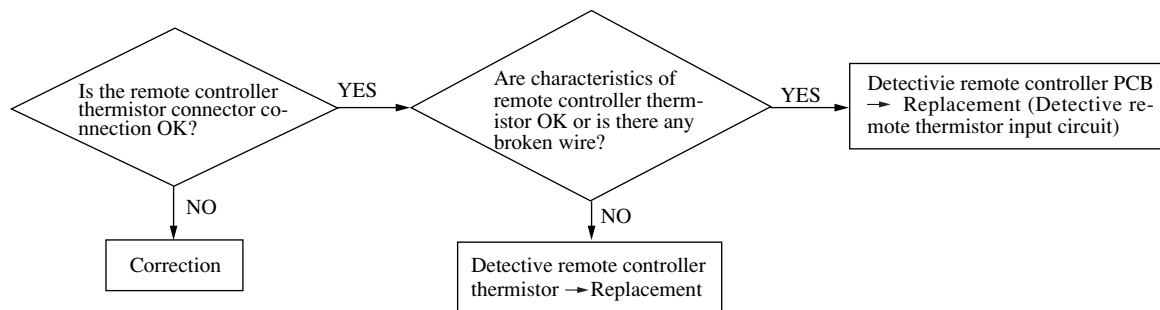 Is the remote controller
thermistor connector co-
nnection OK?
YES
NO
Correction
Are characteristics of
remote controller therm-
istor OK or is there any
broken wire?
YES
NO
Detective remote controller
thermistor → Replacement
Detectivie remote controller PCB
→ Replacement (Detective re-
mote thermistor input circuit)